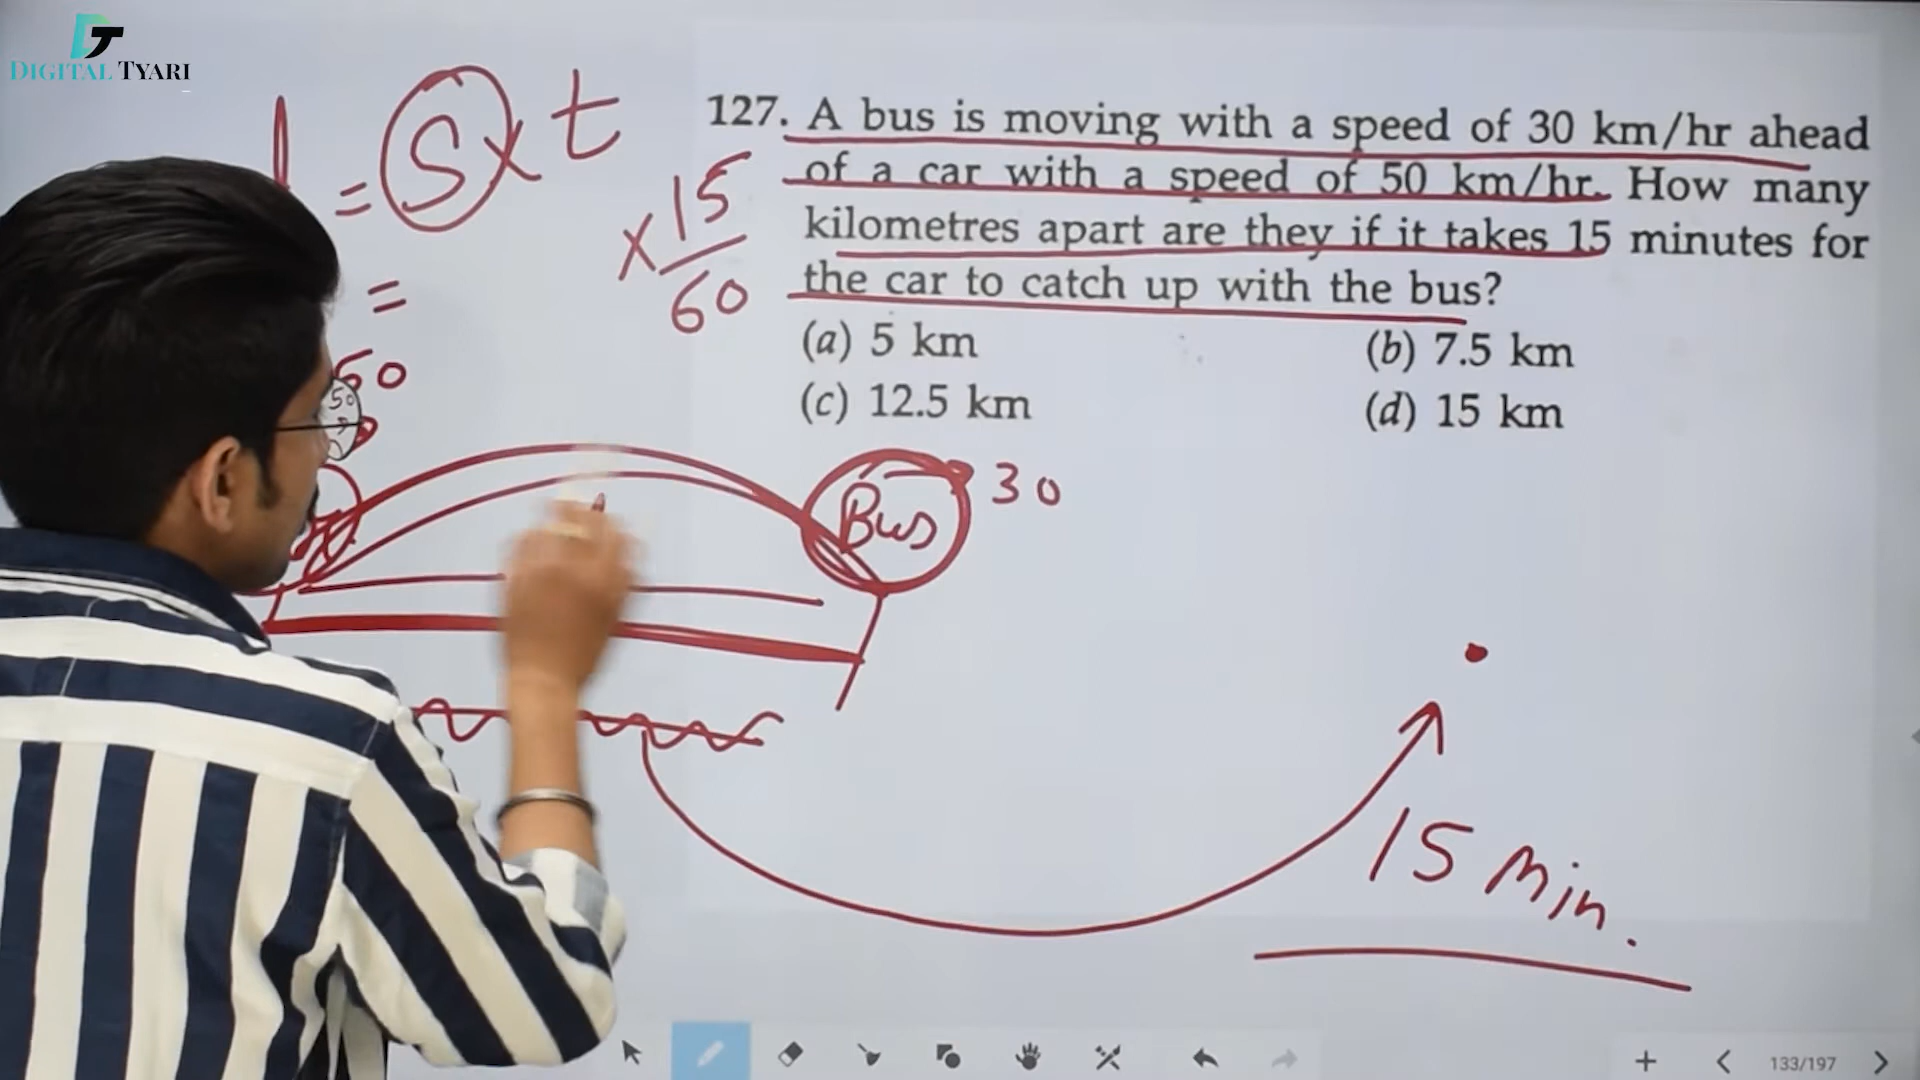 DT
DIGITAL TYARI
= S x t
x 15
60
=
50
50
127. A bus is moving with a speed of 30 km/hr ahead
of a car with a speed of 50 km/hr. How many
kilometres apart are they if it takes 15 minutes for
the car to catch up with the bus?
(a) 5 km
(b) 7.5 km
(c) 12.5 km
(d) 15 km
Bus
30
15 Min.
133/197